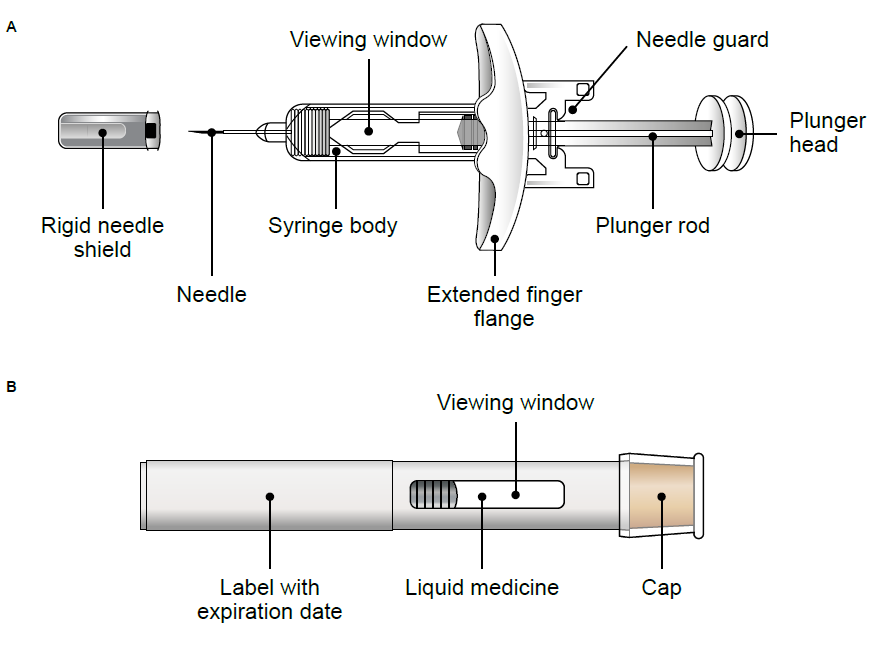 A
Viewing window
Needle guard
Plunger
head
Rigid needle
shield
Syringe body
Plunger rod
Needle
Extended finger
flange
B
Viewing window
Label with
expiration date
Liquid medicine
Cap